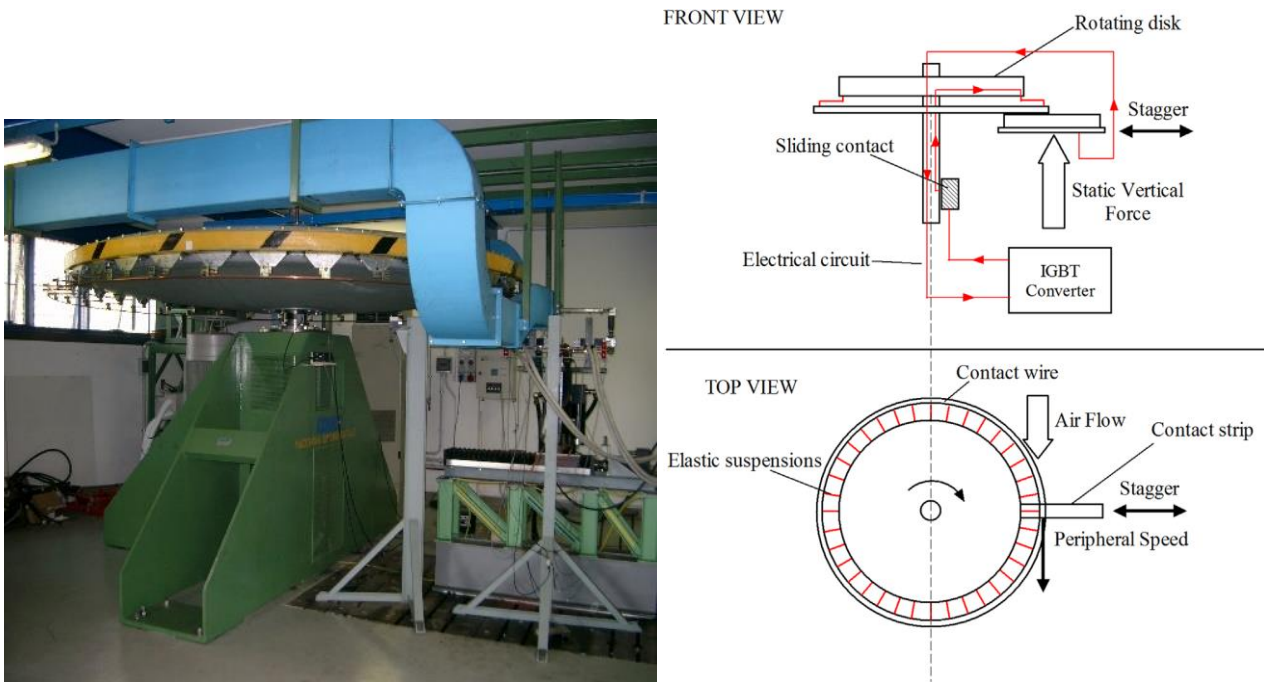 FRONT VIEW
Rotating disk
Stagger
Sliding contact
Static Vertical
Force
Electrical circuit
IGBT
Converter
TOP VIEW
Contact wire
Air Flow
Contact strip
Elastic suspensions
Stagger
Peripheral Speed